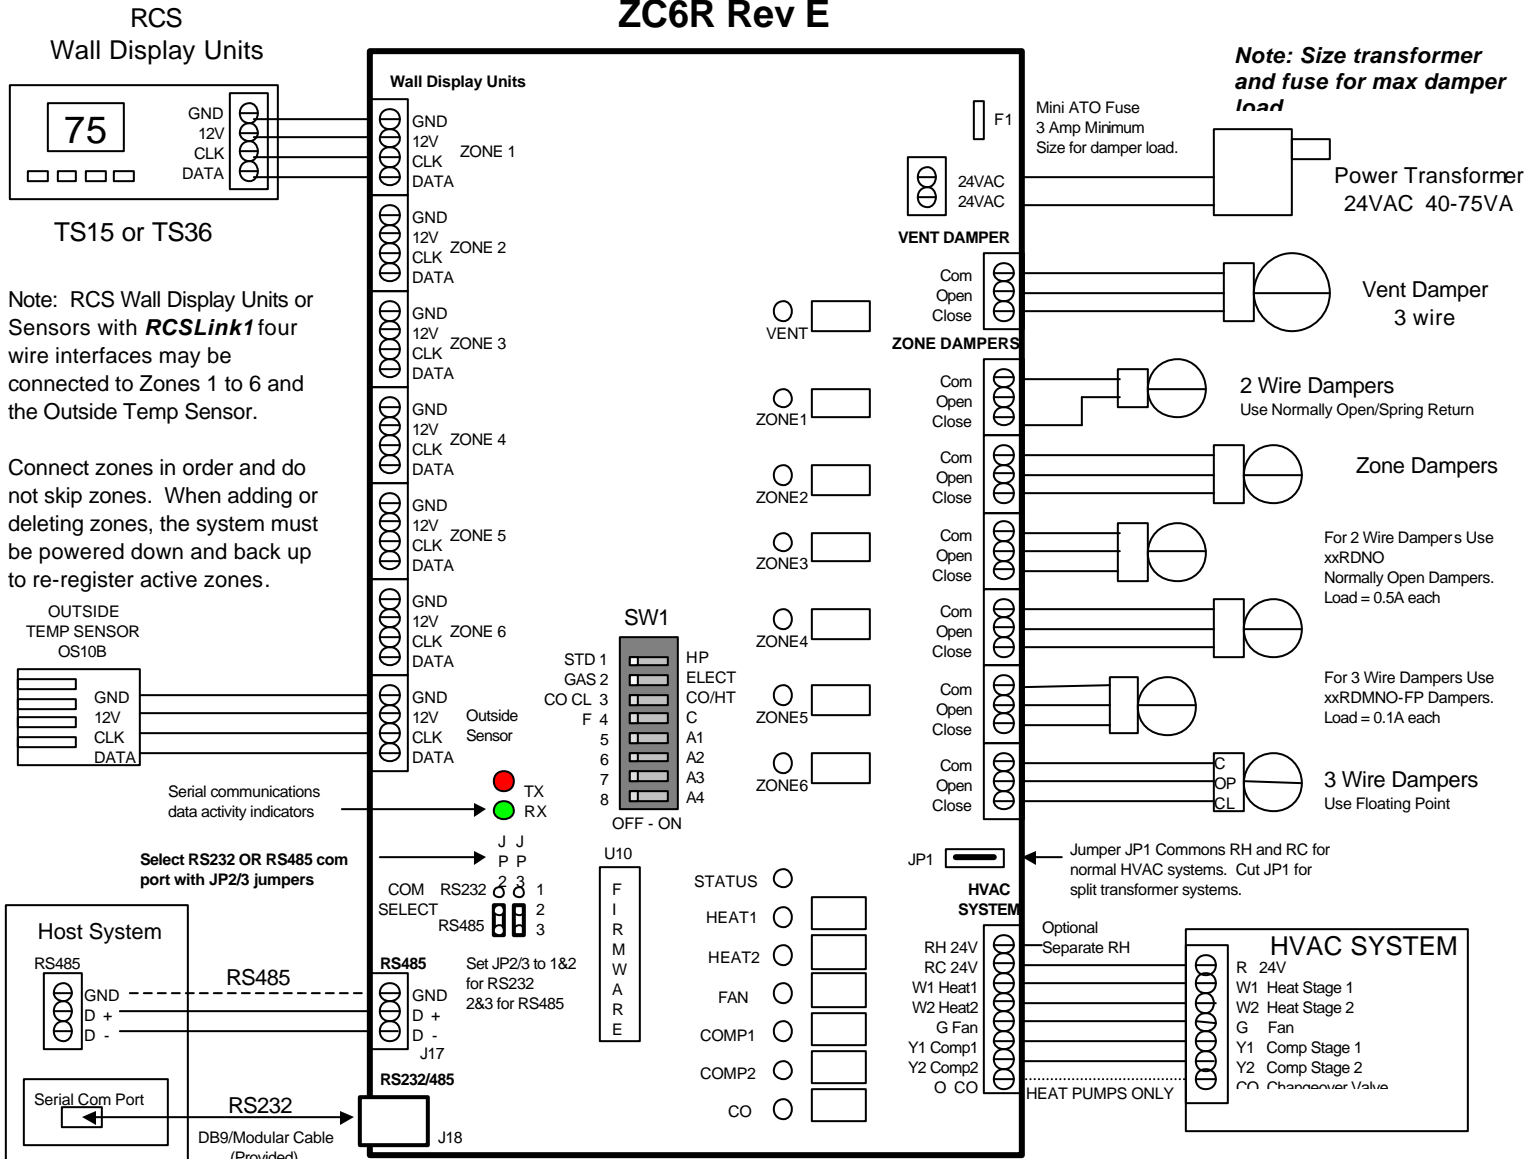 ZC6R Rev E
RCS
Wall Display Units
75
GND
12V
CLK
DATA
TS15 or TS36
Note: RCS Wall Display Units or
Sensors with RCSLink1 four
wire interfaces may be
connected to Zones 1 to 6 and
the Outside Temp Sensor.
Connect zones in order and do
not skip zones. When adding or
deleting zones, the system must
be powered down and back up
to re-register active zones.
OUTSIDE
TEMP SENSOR
OS10B
GND
12V
CLK
DATA
Serial communications
data activity indicators
Select RS232 OR RS485 com
port with JP2/3 jumpers
Host System
RS485
GND
D +
D -
RS485
Serial Com Port
RS232
DB9/Modular Cable
(Provided)
Wall Display Units
GND
12V
CLK
DATA
ZONE 1
GND
12V
CLK
DATA
ZONE 2
GND
12V
CLK
DATA
ZONE 3
GND
12V
CLK
DATA
ZONE 4
GND
12V
CLK
DATA
ZONE 5
GND
12V
CLK
DATA
ZONE 6
GND
12V
CLK
DATA
Outside
Sensor
TX
RX
J J
P P
2 3
COM
SELECT
RS232
RS485
1
2
3
Set JP2/3 to 1&2
for RS232
2&3 for RS485
RS485
GND
D +
D -
J17
RS232/485
J18
SW1
STD 1 HP
GAS 2 ELECT
CO CL 3 CO/HT
F 4 C
5 A1
6 A2
7 A3
8 A4
OFF - ON
U10
F
I
R
M
W
A
R
E
VENT
ZONE1
ZONE2
ZONE3
ZONE4
ZONE5
ZONE6
STATUS
HEAT1
HEAT2
FAN
COMP1
COMP2
CO
F1
24VAC
24VAC
VENT DAMPER
Com
Open
Close
ZONE DAMPERS
Com
Open
Close
Com
Open
Close
Com
Open
Close
Com
Open
Close
Com
Open
Close
Com
Open
Close
JP1
HVAC
SYSTEM
RH 24V
RC 24V
W1 Heat1
W2 Heat2
G Fan
Y1 Comp1
Y2 Comp2
O CO
Note: Size transformer
and fuse for max damper
load
Mini ATO Fuse
3 Amp Minimum
Size for damper load.
Power Transformer
24VAC 40-75VA
Vent Damper
3 wire
2 Wire Dampers
Use Normally Open/Spring Return
Zone Dampers
For 2 Wire Dampers Use
xxRDNO
Normally Open Dampers.
Load = 0.5A each
For 3 Wire Dampers Use
xxRDMNO-FP Dampers.
Load = 0.1A each
C
OP
CL
3 Wire Dampers
Use Floating Point
Jumper JP1 Commons RH and RC for
normal HVAC systems. Cut JP1 for
split transformer systems.
Optional
Separate RH
HEAT PUMPS ONLY
HVAC SYSTEM
R 24V
W1 Heat Stage 1
W2 Heat Stage 2
G Fan
Y1 Comp Stage 1
Y2 Comp Stage 2
CO Changeover Valve